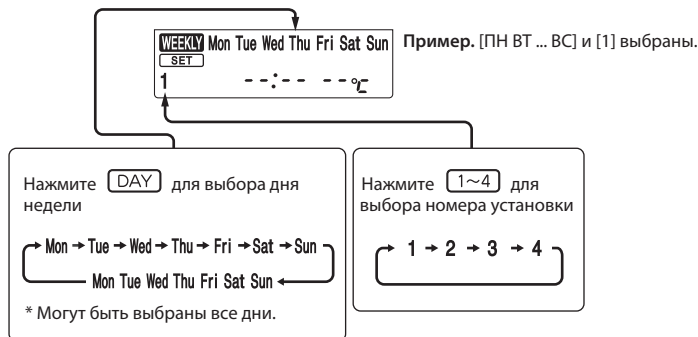 WEEKLY Mon Tue Wed Thu Fri Sat Sun
SET
1 --:-- --°C
Пример. [ПН ВТ ... ВС] и [1] выбраны.
Нажмите DAY для выбора дня
недели
Mon → Tue → Wed → Thu → Fri → Sat → Sun
Mon Tue Wed Thu Fri Sat Sun
* Могут быть выбраны все дни.
Нажмите 1~4 для
выбора номера установки
1 → 2 → 3 → 4